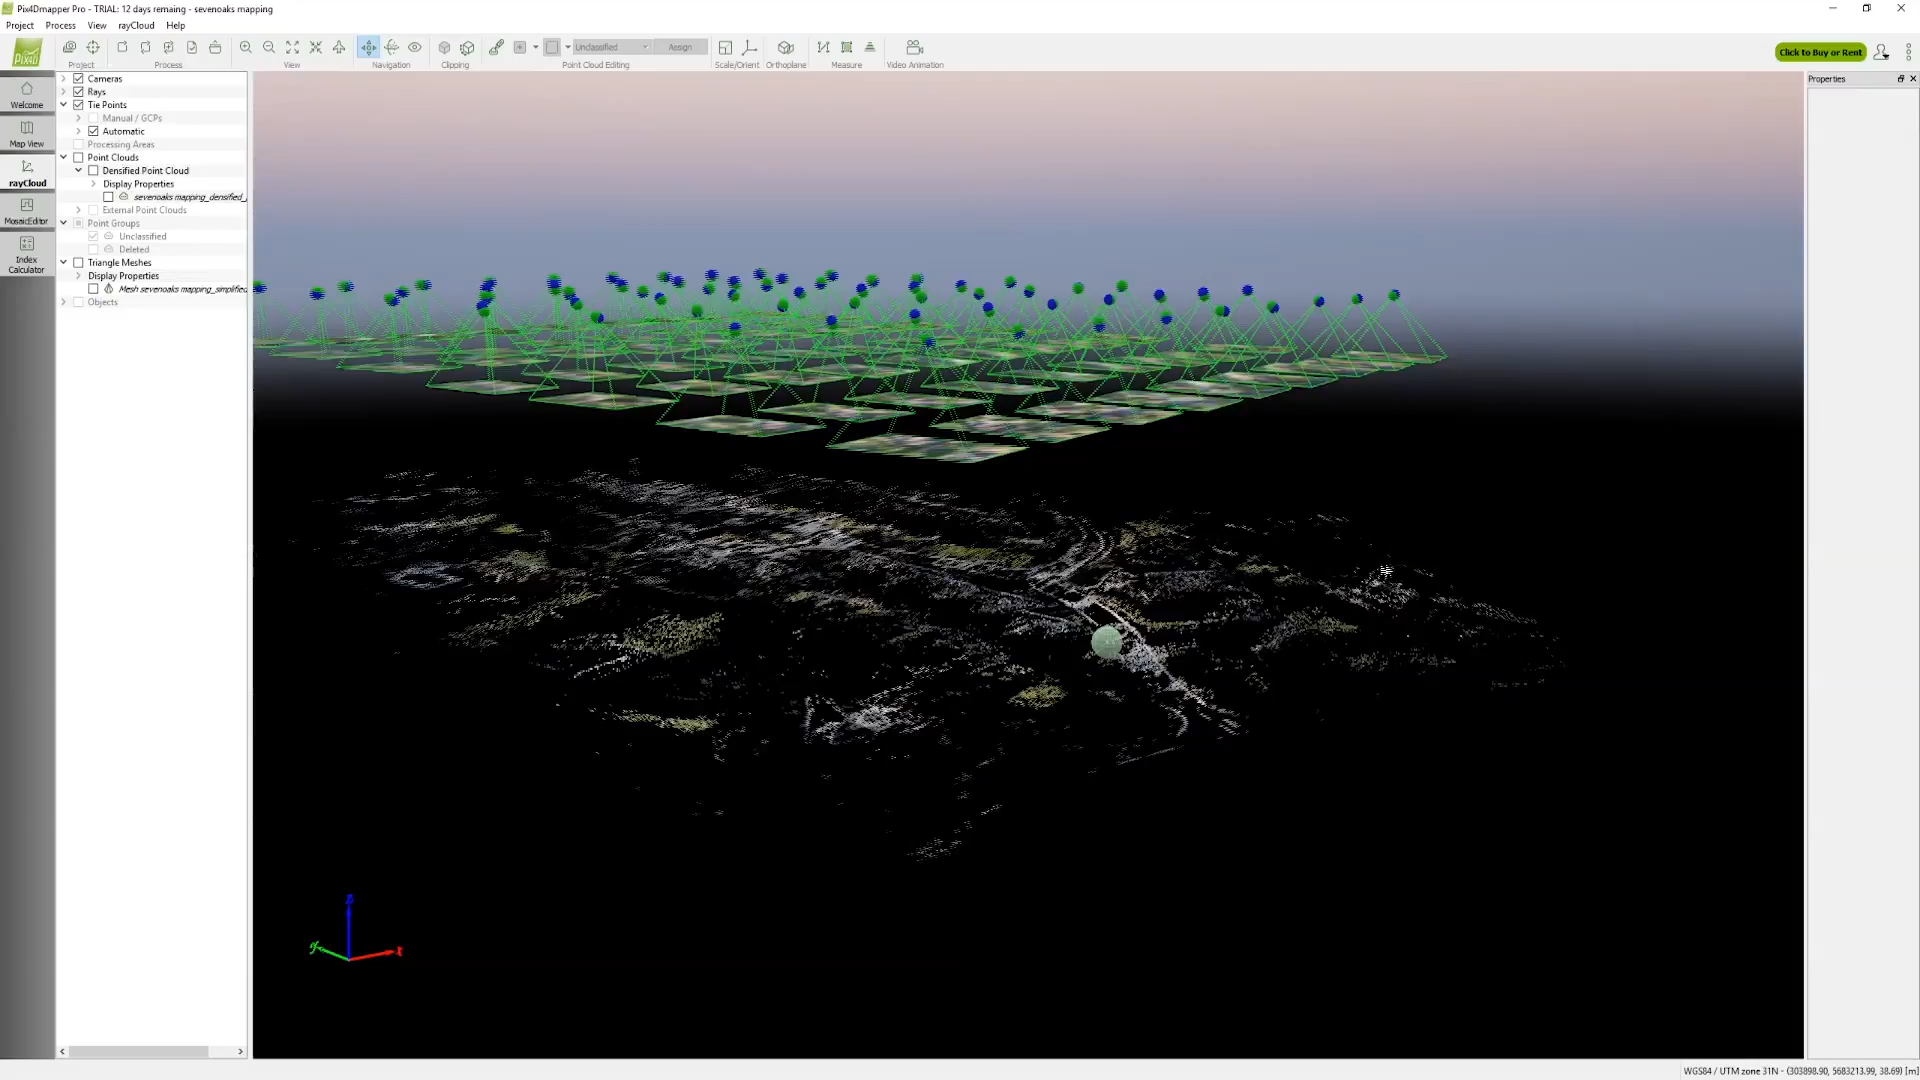 Pix4Dmapper Pro - TRIAL: 12 days remaing - sevenoaks mapping
Project Process View rayCloud Help
PIX4D
Unclassified
Assign
Click to Buy or Rent
Project Process View Navigation Clipping Point Cloud Editing Scale/Orient Orthoplane Measure Video Animation
Properties
Welcome
Map View
rayCloud
MosaicEditor
Index
Calculator
Cameras
Rays
Tie Points
Manual / GCPs
Automatic
Processing Areas
Point Clouds
Densified Point Cloud
Display Properties
sevenoaks mapping_densified_
External Point Clouds
Point Groups
Unclassified
Deleted
Triangle Meshes
Display Properties
Mesh sevenoaks mapping_simplified
Objects
Z
Y
X
WGS84 / UTM zone 31N - (303898.90, 5683213.99, 38.69) [m]